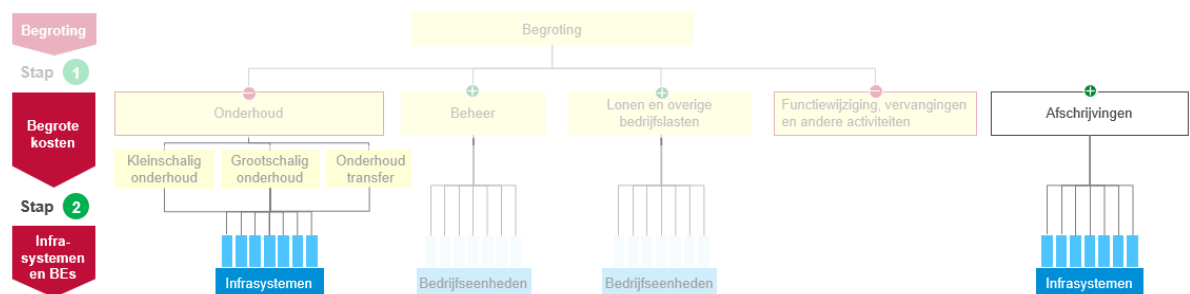 Begroting
Begroting
Stap 1
Begrote
kosten
Onderhoud
Beheer
Lonen en overige
bedrijfslasten
Functiewijziging, vervangingen
en andere activiteiten
Afschrijvingen
Kleinschalig
onderhoud
Grootschalig
onderhoud
Onderhoud
transfer
Stap 2
Infra-
systemen
en BEs
Infrasystemen
Bedrijfseenheden
Bedrijfseenheden
Infrasystemen